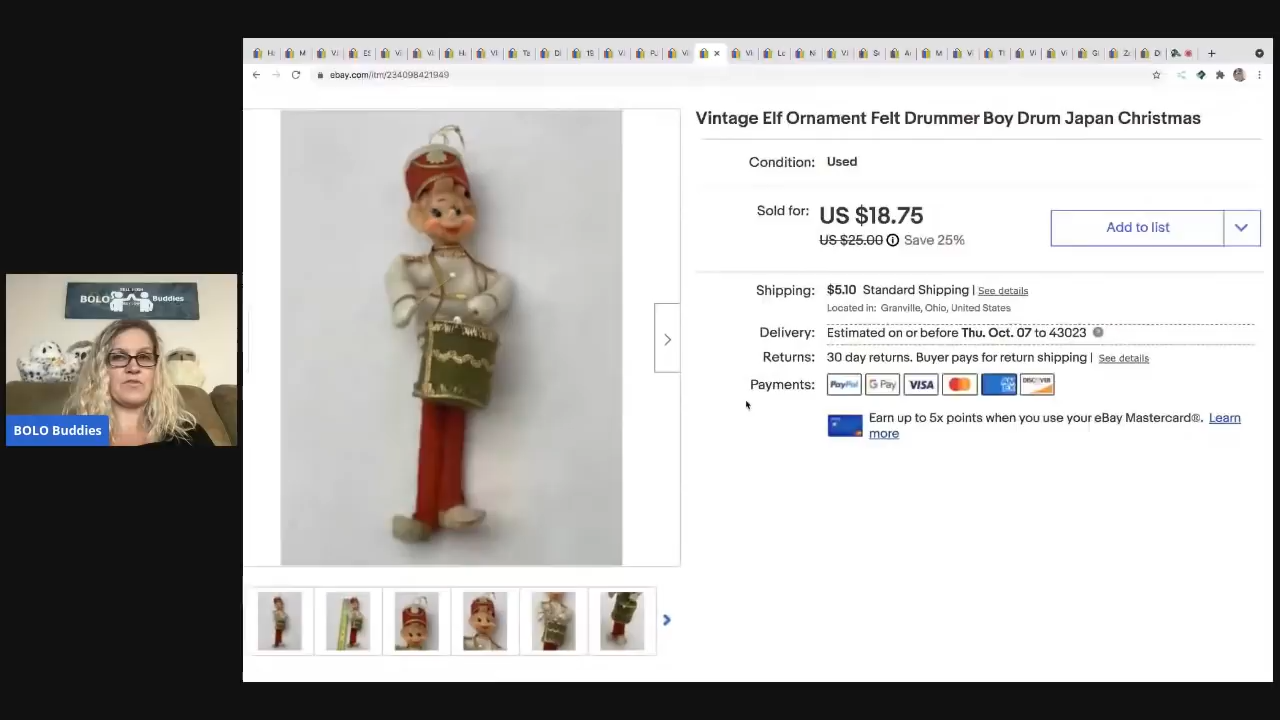 ebay.com/itm/234098421949
Vintage Elf Ornament Felt Drummer Boy Drum Japan Christmas
Condition: Used
Sold for: US $18.75
US $25.00 Save 25%
Add to list
Shipping: $5.10 Standard Shipping | See details
Located in: Granville, Ohio, United States
Delivery: Estimated on or before Thu. Oct. 07 to 43023
Returns: 30 day returns. Buyer pays for return shipping | See details
Payments: PayPal G Pay VISA DISCOVER
Earn up to 5x points when you use your eBay Mastercard®. Learn
more
BOLO Buddies
BOLO Buddies